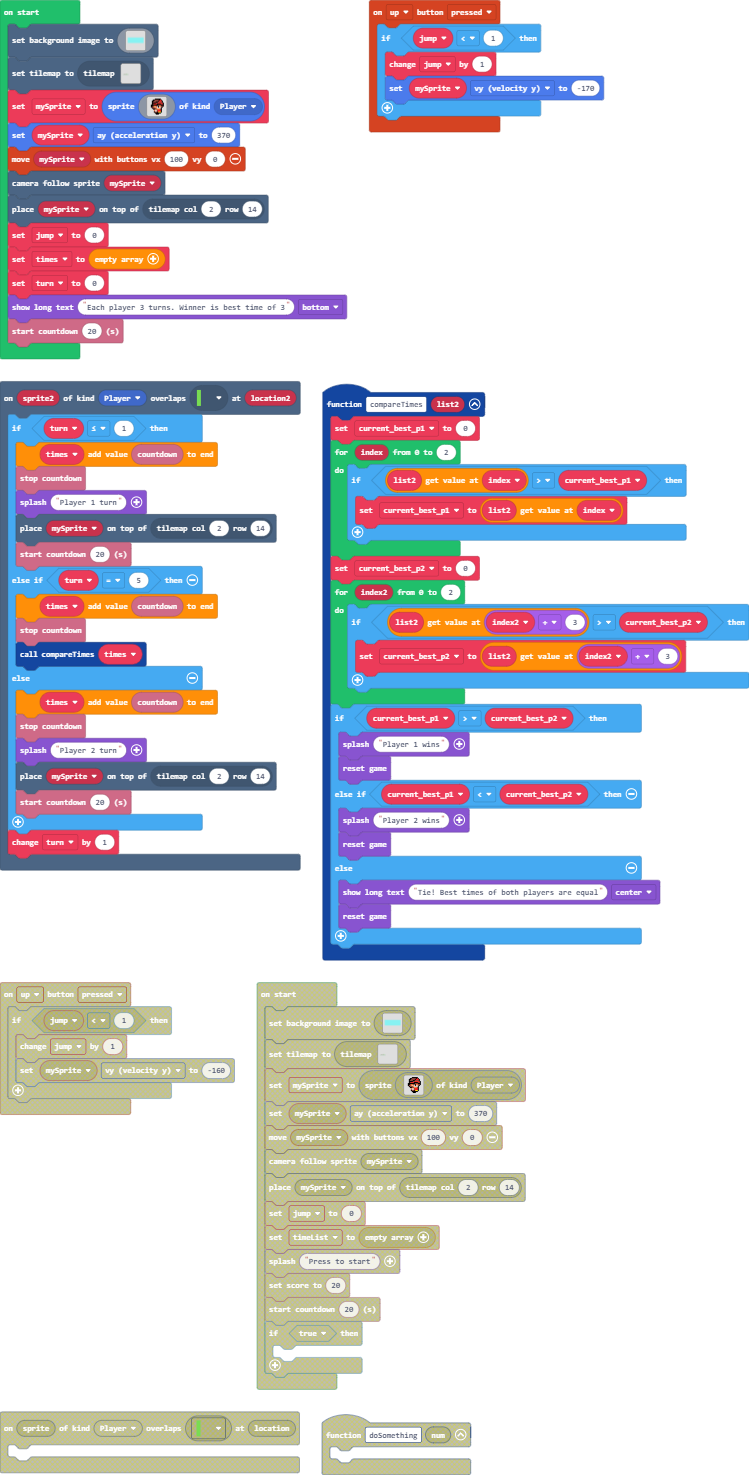 on start
set background image to
set tilemap to tilemap
set mySprite to sprite of kind Player
set mySprite ay (acceleration y) to 370
move mySprite with buttons vx 100 vy 0
camera follow sprite mySprite
place mySprite on top of tilemap col 2 row 14
set jump to 0
set times to empty array
set turn to 0
show long text "Each player 3 turns. Winner is best time of 3" bottom
start countdown 20 (s)
on up button pressed
if jump < 1 then
change jump by 1
set mySprite vy (velocity y) to -170
on sprite2 of kind Player overlaps at location2
if turn ≤ 1 then
times add value countdown to end
stop countdown
splash "Player 1 turn"
place mySprite on top of tilemap col 2 row 14
start countdown 20 (s)
else if turn = 5 then
times add value countdown to end
stop countdown
call compareTimes times
else
times add value countdown to end
stop countdown
splash "Player 2 turn"
place mySprite on top of tilemap col 2 row 14
start countdown 20 (s)
change turn by 1
function compareTimes list2
set current_best_p1 to 0
for index from 0 to 2
do
if list2 get value at index > current_best_p1 then
set current_best_p1 to list2 get value at index
set current_best_p2 to 0
for index2 from 0 to 2
do
if list2 get value at index2 + 3 > current_best_p2 then
set current_best_p2 to list2 get value at index2 + 3
if current_best_p1 > current_best_p2 then
splash "Player 1 wins"
reset game
else if current_best_p1 < current_best_p2 then
splash "Player 2 wins"
reset game
else
show long text "Tie! Best times of both players are equal" center
reset game
on up button pressed
if jump < 1 then
change jump by 1
set mySprite vy (velocity y) to -160
on start
set background image to
set tilemap to tilemap
set mySprite to sprite of kind Player
set mySprite ay (acceleration y) to 370
move mySprite with buttons vx 100 vy 0
camera follow sprite mySprite
place mySprite on top of tilemap col 2 row 14
set jump to 0
set timeList to empty array
splash "Press to start"
set score to 20
start countdown 20 (s)
if true then
on sprite of kind Player overlaps at location
function doSomething num